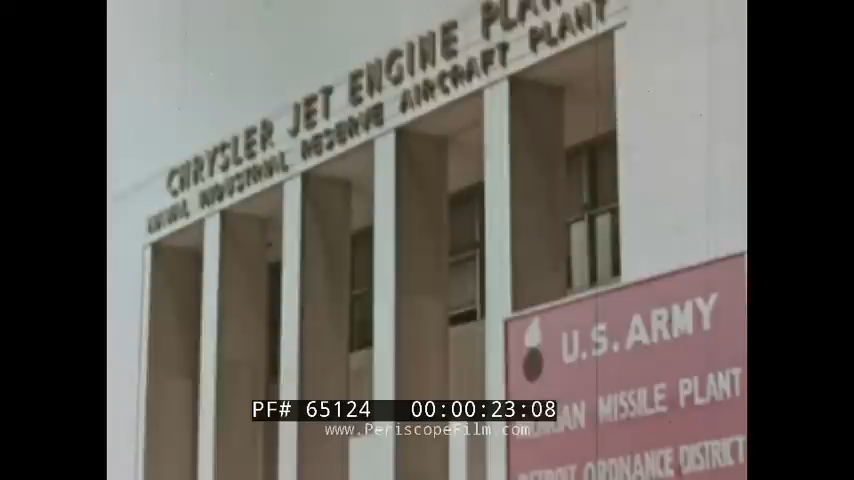 CHRYSLER JET ENGINE PLANT
NAVAL INDUSTRIAL RESERVE AIRCRAFT PLANT
U.S. ARMY
MISSILE PLANT
DETROIT ORDNANCE DISTRICT
PF# 65124 00:00:23:08
www.PeriscopeFilm.com